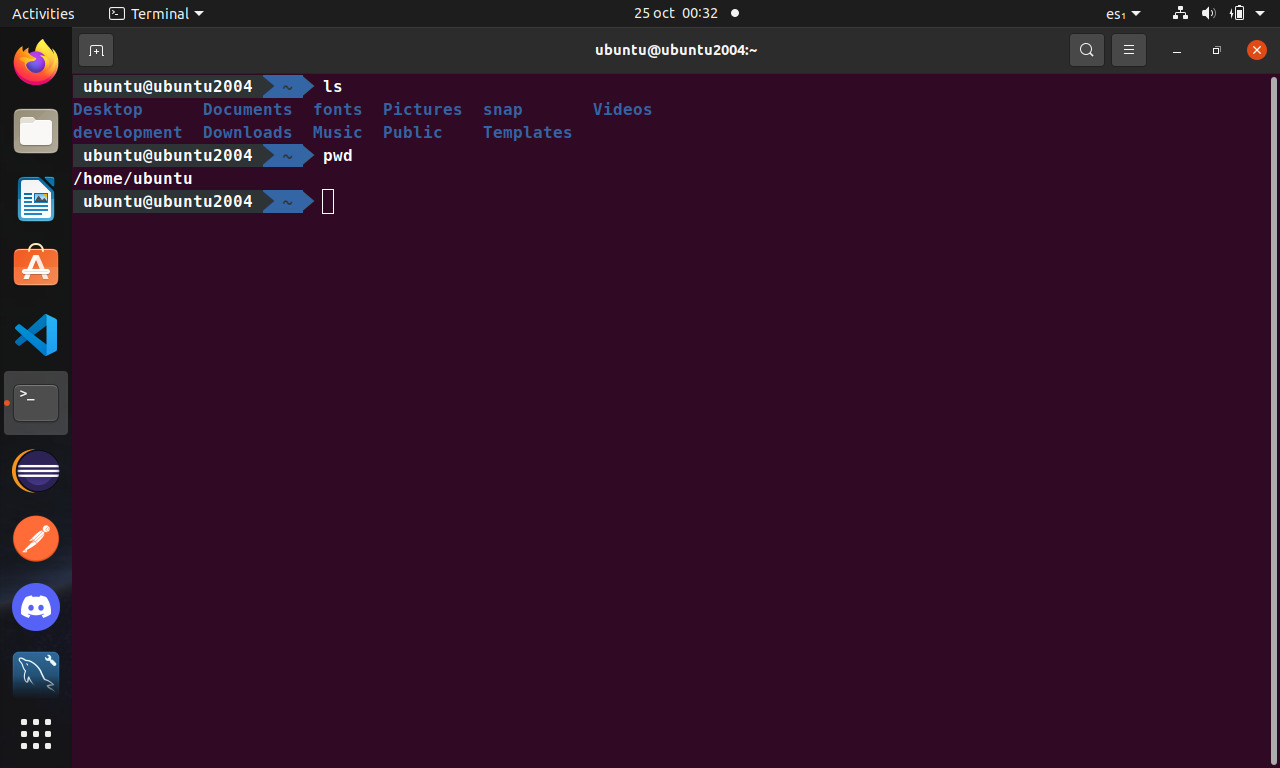 Activities Terminal 25 oct 00:32 es₁
ubuntu@ubuntu2004:~
ubuntu@ubuntu2004 ~ ls
Desktop Documents fonts Pictures snap Videos
development Downloads Music Public Templates
ubuntu@ubuntu2004 ~ pwd
/home/ubuntu
ubuntu@ubuntu2004 ~
>_